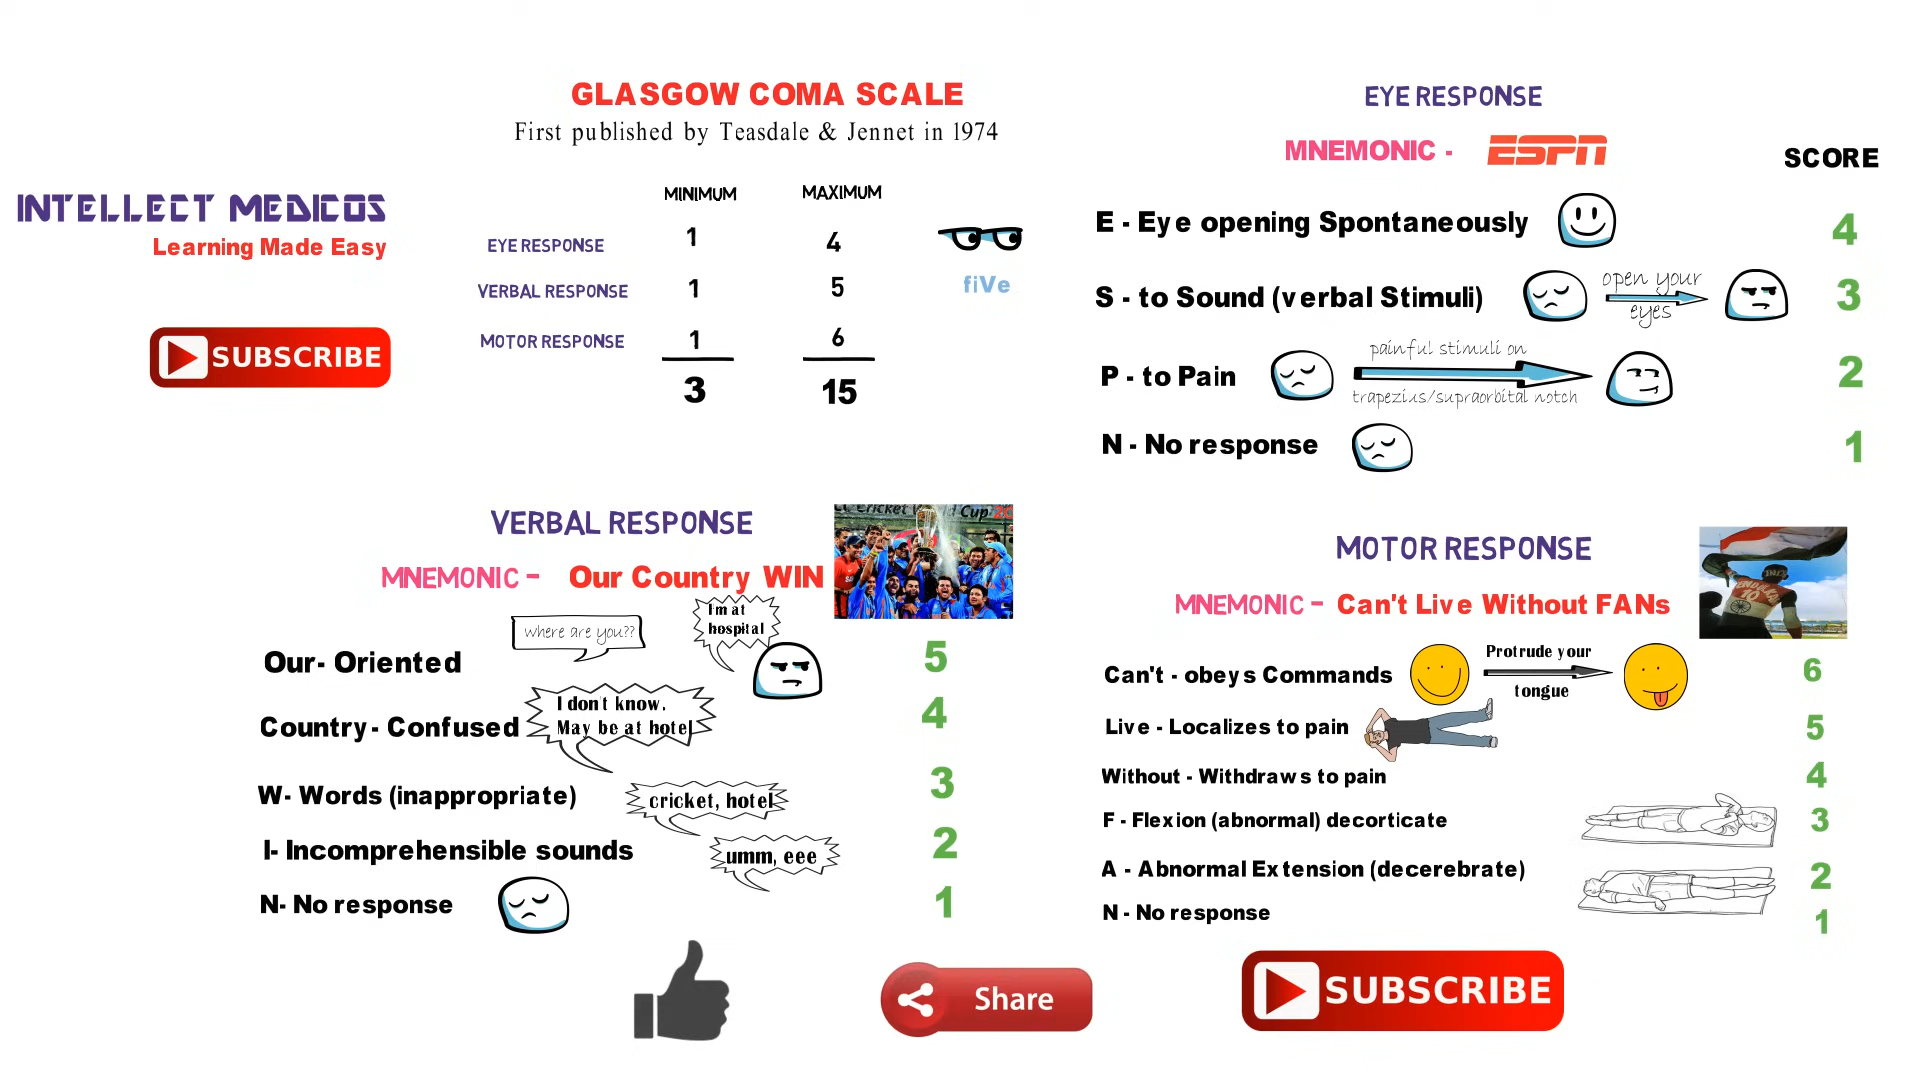 INTELLECT MEDICOS
Learning Made Easy
SUBSCRIBE
GLASGOW COMA SCALE
First published by Teasdale & Jennet in 1974
MINIMUM MAXIMUM
EYE RESPONSE 1 4
VERBAL RESPONSE 1 5 fiVe
MOTOR RESPONSE 1 6
3 15
EYE RESPONSE
MNEMONIC - ESPN
SCORE
E - Eye opening Spontaneously 4
S - to Sound (verbal Stimuli) open your eyes 3
painful stimuli on
P - to Pain 2
trapezius/supraorbital notch
N - No response 1
VERBAL RESPONSE
MNEMONIC - Our Country WIN
Cricket Cup
where are you??
I'm at
hospital
Our- Oriented 5
I don't know.
Country - Confused May be at hotel 4
W- Words (inappropriate) cricket, hotel 3
I- Incomprehensible sounds umm, eee 2
N- No response 1
MOTOR RESPONSE
MNEMONIC - Can't Live Without FANs
10
Can't - obeys Commands Protrude your tongue 6
Live - Localizes to pain 5
Without - Withdraws to pain 4
F - Flexion (abnormal) decorticate 3
A - Abnormal Extension (decerebrate) 2
N - No response 1
Share
SUBSCRIBE